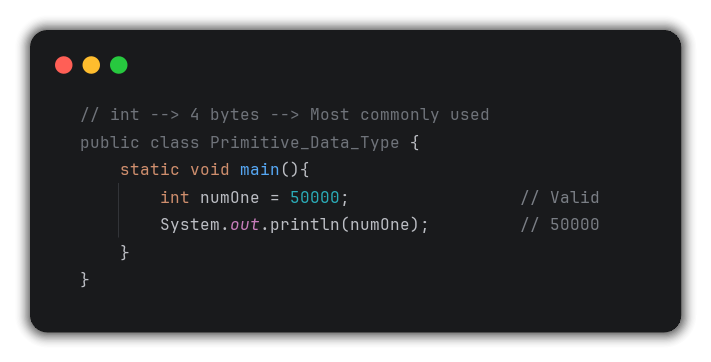 // int --> 4 bytes --> Most commonly used
public class Primitive_Data_Type {
    static void main(){
        int numOne = 50000;                 // Valid
        System.out.println(numOne);         // 50000
    }
}